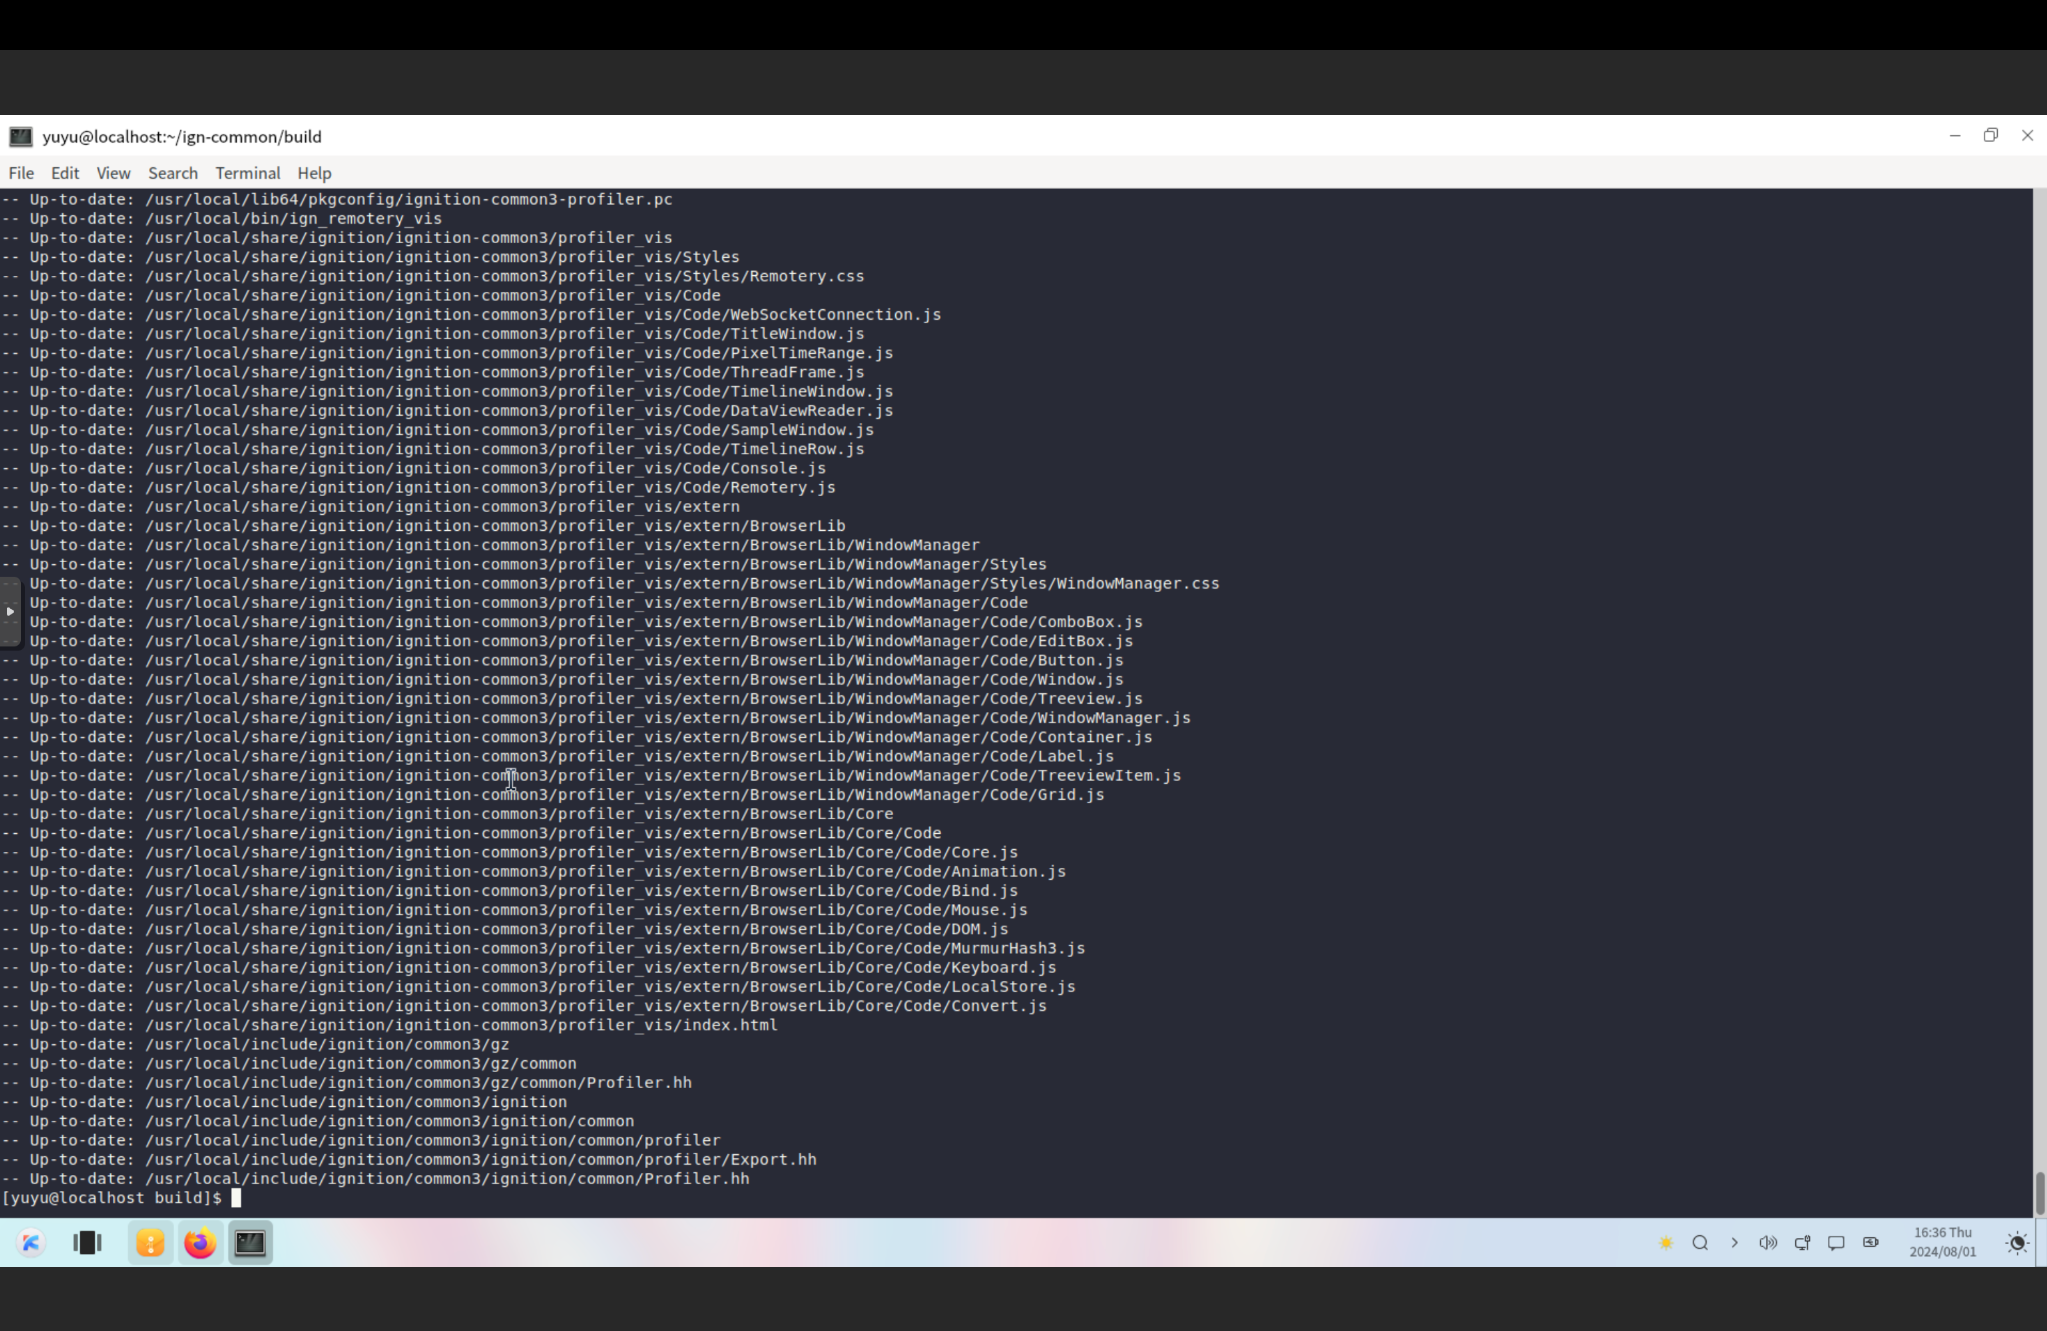 yuyu@localhost:~/ign-common/build
File Edit View Search Terminal Help
-- Up-to-date: /usr/local/lib64/pkgconfig/ignition-common3-profiler.pc
-- Up-to-date: /usr/local/bin/ign_remotery_vis
-- Up-to-date: /usr/local/share/ignition/ignition-common3/profiler_vis
-- Up-to-date: /usr/local/share/ignition/ignition-common3/profiler_vis/Styles
-- Up-to-date: /usr/local/share/ignition/ignition-common3/profiler_vis/Styles/Remotery.css
-- Up-to-date: /usr/local/share/ignition/ignition-common3/profiler_vis/Code
-- Up-to-date: /usr/local/share/ignition/ignition-common3/profiler_vis/Code/WebSocketConnection.js
-- Up-to-date: /usr/local/share/ignition/ignition-common3/profiler_vis/Code/TitleWindow.js
-- Up-to-date: /usr/local/share/ignition/ignition-common3/profiler_vis/Code/PixelTimeRange.js
-- Up-to-date: /usr/local/share/ignition/ignition-common3/profiler_vis/Code/ThreadFrame.js
-- Up-to-date: /usr/local/share/ignition/ignition-common3/profiler_vis/Code/TimelineWindow.js
-- Up-to-date: /usr/local/share/ignition/ignition-common3/profiler_vis/Code/DataViewReader.js
-- Up-to-date: /usr/local/share/ignition/ignition-common3/profiler_vis/Code/SampleWindow.js
-- Up-to-date: /usr/local/share/ignition/ignition-common3/profiler_vis/Code/TimelineRow.js
-- Up-to-date: /usr/local/share/ignition/ignition-common3/profiler_vis/Code/Console.js
-- Up-to-date: /usr/local/share/ignition/ignition-common3/profiler_vis/Code/Remotery.js
-- Up-to-date: /usr/local/share/ignition/ignition-common3/profiler_vis/extern
-- Up-to-date: /usr/local/share/ignition/ignition-common3/profiler_vis/extern/BrowserLib
-- Up-to-date: /usr/local/share/ignition/ignition-common3/profiler_vis/extern/BrowserLib/WindowManager
-- Up-to-date: /usr/local/share/ignition/ignition-common3/profiler_vis/extern/BrowserLib/WindowManager/Styles
-- Up-to-date: /usr/local/share/ignition/ignition-common3/profiler_vis/extern/BrowserLib/WindowManager/Styles/WindowManager.css
-- Up-to-date: /usr/local/share/ignition/ignition-common3/profiler_vis/extern/BrowserLib/WindowManager/Code
-- Up-to-date: /usr/local/share/ignition/ignition-common3/profiler_vis/extern/BrowserLib/WindowManager/Code/ComboBox.js
-- Up-to-date: /usr/local/share/ignition/ignition-common3/profiler_vis/extern/BrowserLib/WindowManager/Code/EditBox.js
-- Up-to-date: /usr/local/share/ignition/ignition-common3/profiler_vis/extern/BrowserLib/WindowManager/Code/Button.js
-- Up-to-date: /usr/local/share/ignition/ignition-common3/profiler_vis/extern/BrowserLib/WindowManager/Code/Window.js
-- Up-to-date: /usr/local/share/ignition/ignition-common3/profiler_vis/extern/BrowserLib/WindowManager/Code/Treeview.js
-- Up-to-date: /usr/local/share/ignition/ignition-common3/profiler_vis/extern/BrowserLib/WindowManager/Code/WindowManager.js
-- Up-to-date: /usr/local/share/ignition/ignition-common3/profiler_vis/extern/BrowserLib/WindowManager/Code/Container.js
-- Up-to-date: /usr/local/share/ignition/ignition-common3/profiler_vis/extern/BrowserLib/WindowManager/Code/Label.js
-- Up-to-date: /usr/local/share/ignition/ignition-common3/profiler_vis/extern/BrowserLib/WindowManager/Code/TreeviewItem.js
-- Up-to-date: /usr/local/share/ignition/ignition-common3/profiler_vis/extern/BrowserLib/WindowManager/Code/Grid.js
-- Up-to-date: /usr/local/share/ignition/ignition-common3/profiler_vis/extern/BrowserLib/Core
-- Up-to-date: /usr/local/share/ignition/ignition-common3/profiler_vis/extern/BrowserLib/Core/Code
-- Up-to-date: /usr/local/share/ignition/ignition-common3/profiler_vis/extern/BrowserLib/Core/Code/Core.js
-- Up-to-date: /usr/local/share/ignition/ignition-common3/profiler_vis/extern/BrowserLib/Core/Code/Animation.js
-- Up-to-date: /usr/local/share/ignition/ignition-common3/profiler_vis/extern/BrowserLib/Core/Code/Bind.js
-- Up-to-date: /usr/local/share/ignition/ignition-common3/profiler_vis/extern/BrowserLib/Core/Code/Mouse.js
-- Up-to-date: /usr/local/share/ignition/ignition-common3/profiler_vis/extern/BrowserLib/Core/Code/DOM.js
-- Up-to-date: /usr/local/share/ignition/ignition-common3/profiler_vis/extern/BrowserLib/Core/Code/MurmurHash3.js
-- Up-to-date: /usr/local/share/ignition/ignition-common3/profiler_vis/extern/BrowserLib/Core/Code/Keyboard.js
-- Up-to-date: /usr/local/share/ignition/ignition-common3/profiler_vis/extern/BrowserLib/Core/Code/LocalStore.js
-- Up-to-date: /usr/local/share/ignition/ignition-common3/profiler_vis/extern/BrowserLib/Core/Code/Convert.js
-- Up-to-date: /usr/local/share/ignition/ignition-common3/profiler_vis/index.html
-- Up-to-date: /usr/local/include/ignition/common3/gz
-- Up-to-date: /usr/local/include/ignition/common3/gz/common
-- Up-to-date: /usr/local/include/ignition/common3/gz/common/Profiler.hh
-- Up-to-date: /usr/local/include/ignition/common3/ignition
-- Up-to-date: /usr/local/include/ignition/common3/ignition/common
-- Up-to-date: /usr/local/include/ignition/common3/ignition/common/profiler
-- Up-to-date: /usr/local/include/ignition/common3/ignition/common/profiler/Export.hh
-- Up-to-date: /usr/local/include/ignition/common3/ignition/common/Profiler.hh
[yuyu@localhost build]$
16:36 Thu
2024/08/01